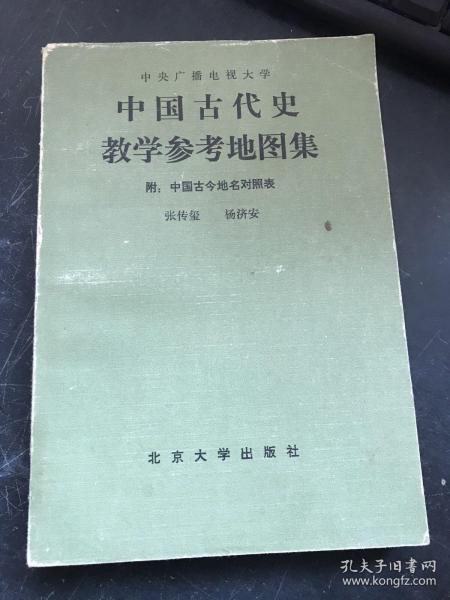 中央广播电视大学
中国古代史
教学参考地图集
附：中国古今地名对照表
张传玺 杨济安
北京大学出版社
孔夫子旧书网
www.kongfz.com